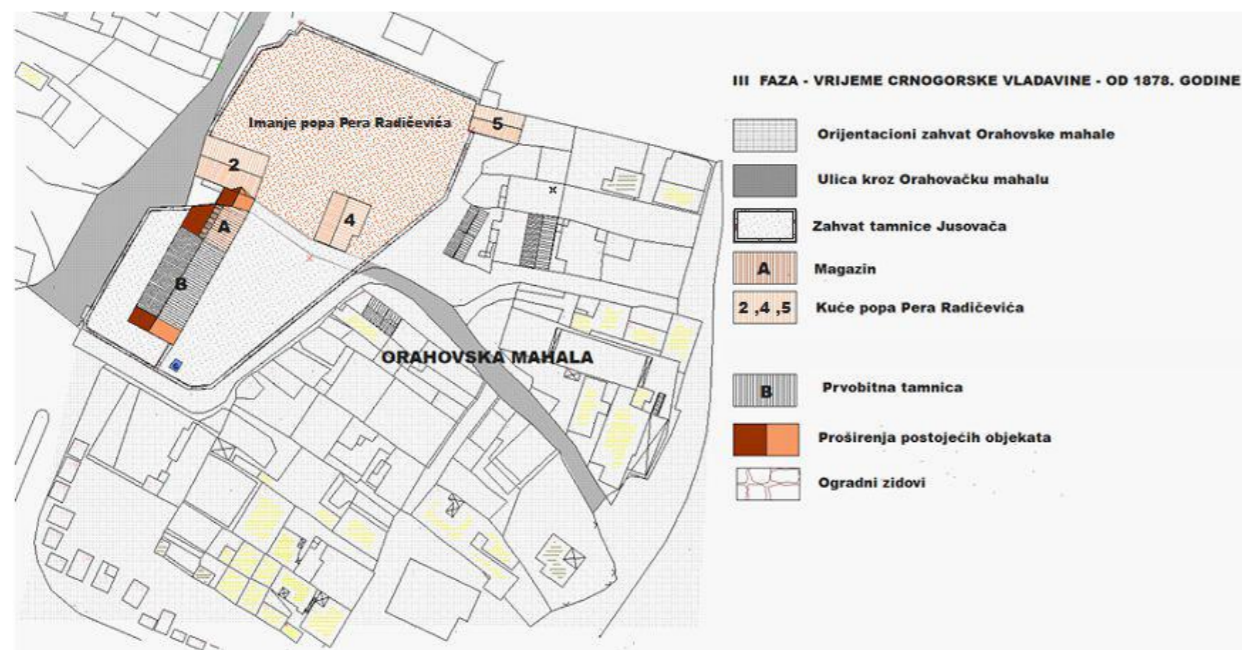 III FAZA - VRIJEME CRNOGORSKE VLADAVINE - OD 1878. GODINE
Imanje popa Pera Radičevića
5
2
4
A
B
ORAHOVSKA MAHALA
Orijentacioni zahvat Orahovske mahale
Ulica kroz Orahovačku mahalu
Zahvat tamnice Jusovača
A Magazin
2 ,4 ,5 Kuće popa Pera Radičevića
B Prvobitna tamnica
Proširenja postojećih objekata
Ogradni zidovi